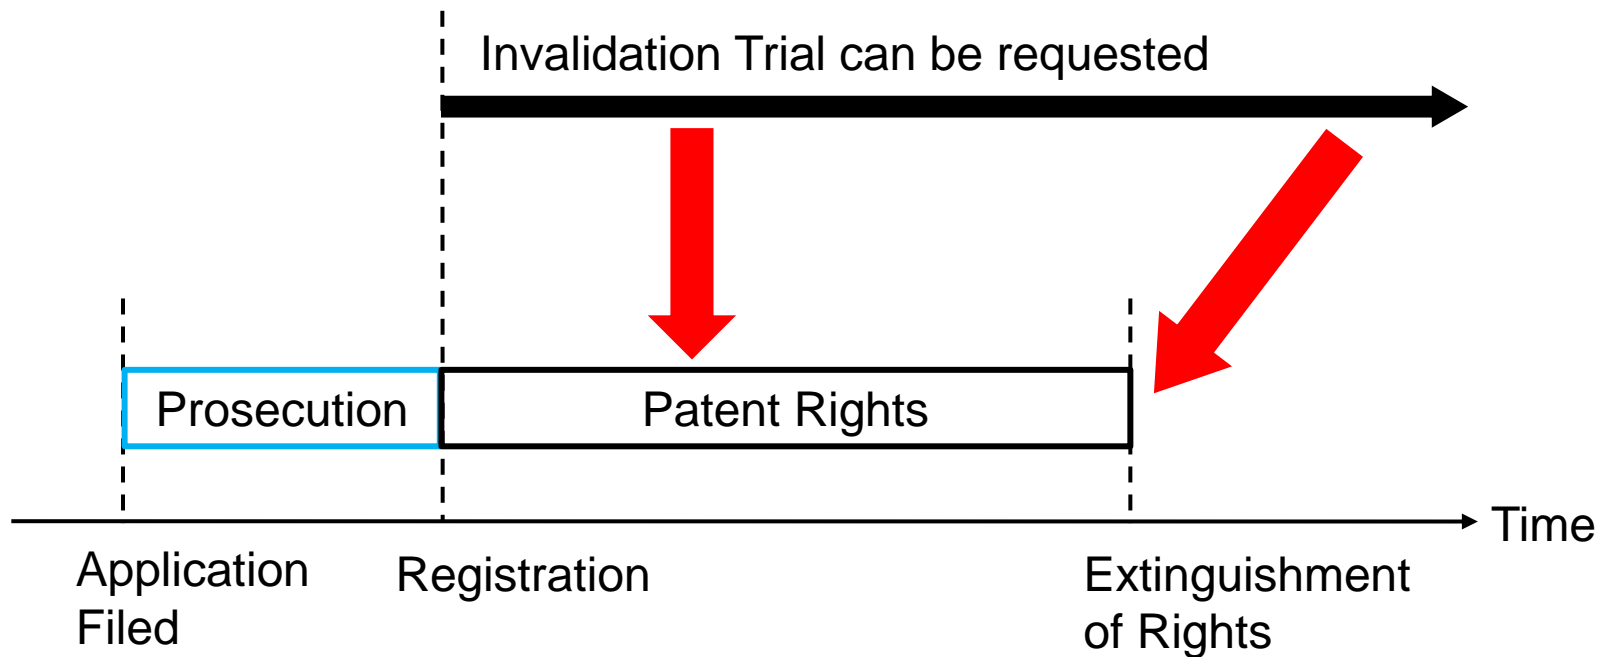 Invalidation Trial can be requested
Prosecution
Patent Rights
Time
Application
Filed
Registration
Extinguishment
of Rights